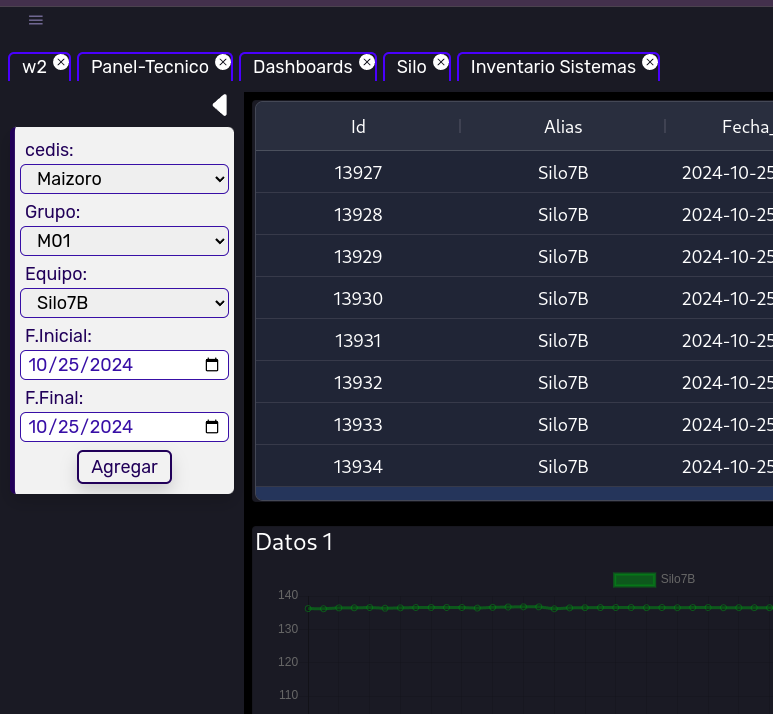 w2 Panel-Tecnico Dashboards Silo Inventario Sistemas
cedis:
Maizoro
Grupo:
M01
Equipo:
Silo7B
F.Inicial:
10/25/2024
F.Final:
10/25/2024
Agregar
Id Alias Fecha_
13927 Silo7B 2024-10-25
13928 Silo7B 2024-10-25
13929 Silo7B 2024-10-25
13930 Silo7B 2024-10-25
13931 Silo7B 2024-10-25
13932 Silo7B 2024-10-25
13933 Silo7B 2024-10-25
13934 Silo7B 2024-10-25
Datos 1
Silo7B
140
130
120
110